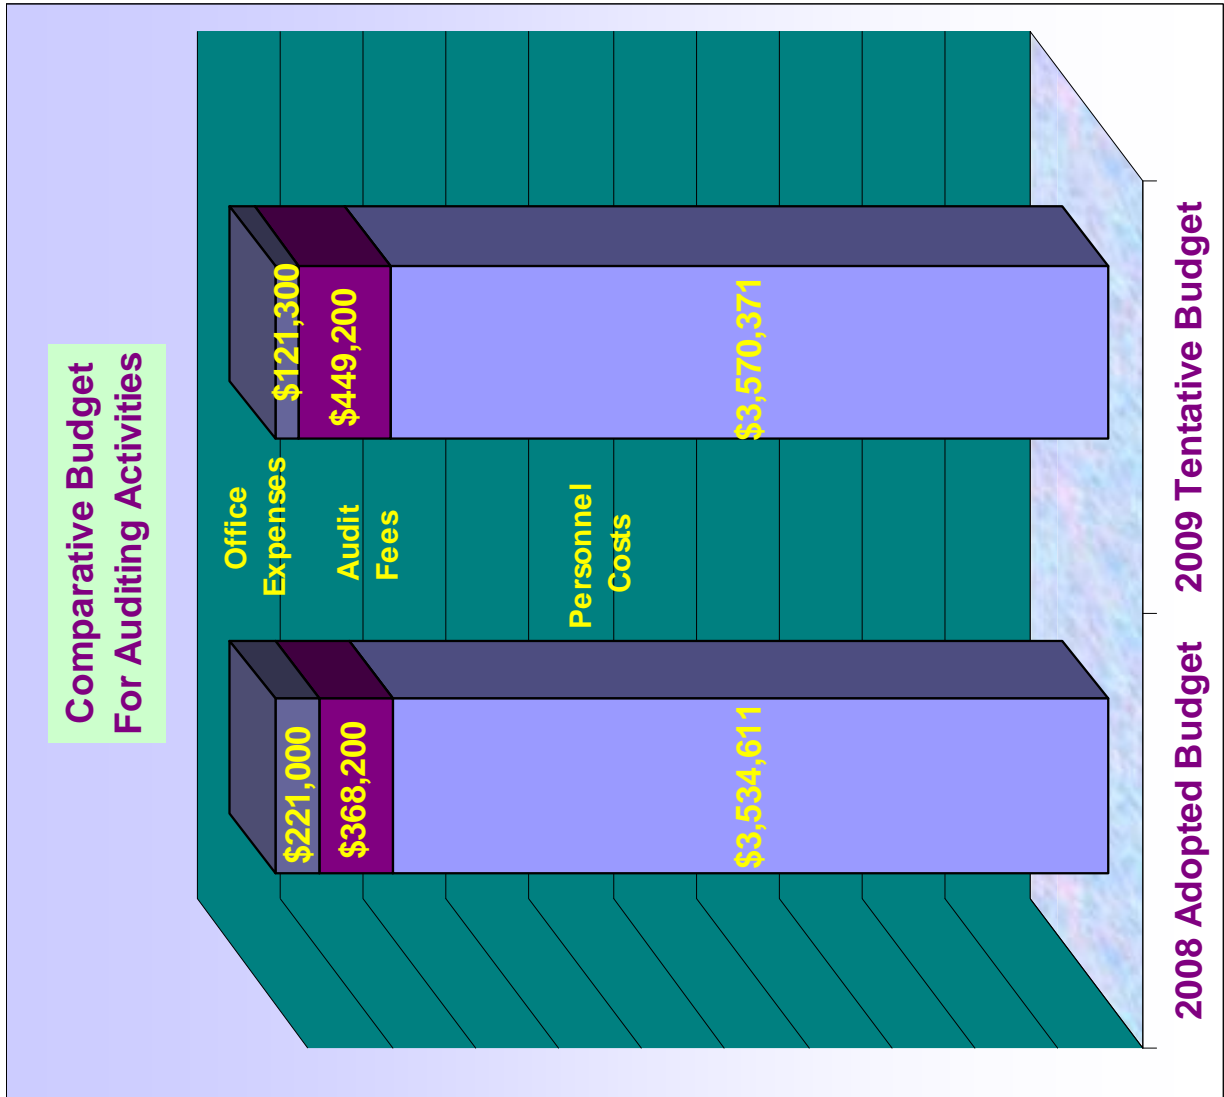 Comparative Budget
For Auditing Activities
$221,000
$368,200
$3,534,611
Office
Expenses
Audit
Fees
Personnel
Costs
$121,300
$449,200
$3,570,371
2008 Adopted Budget
2009 Tentative Budget